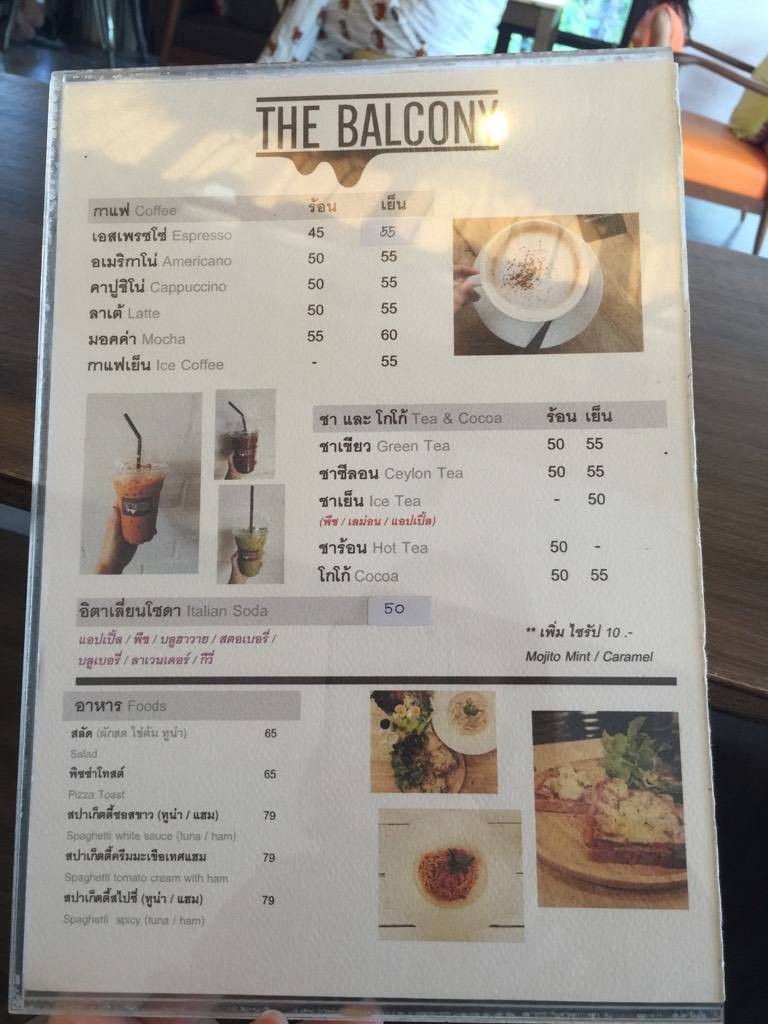 THE BALCONY
กาแฟ Coffee ร้อน เย็น
เอสเพรซโซ่ Espresso 45 55
อเมริกาโน่ Americano 50 55
คาปูชิโน่ Cappuccino 50 55
ลาเต้ Latte 50 55
มอคค่า Mocha 55 60
กาแฟเย็น Ice Coffee - 55
ชา และ โกโก้ Tea & Cocoa ร้อน เย็น
ชาเขียว Green Tea 50 55
ชาซีลอน Ceylon Tea 50 55
ชาเย็น Ice Tea - 50
(พีช / เลม่อน / แอปเปิ้ล)
ชาร้อน Hot Tea 50 -
โกโก้ Cocoa 50 55
อิตาเลี่ยนโซดา Italian Soda 50
แอปเปิ้ล / พีช / บลูฮาวาย / สตอเบอรี่ /
บลูเบอรี่ / ลาเวนเดอร์ / กีวี่
** เพิ่ม ไซรัป 10 .-
Mojito Mint / Caramel
อาหาร Foods
สลัด (ผักสด ไข่ต้ม ทูน่า) 65
Salad
พิซซ่าโทสต์ 65
Pizza Toast
สปาเก็ตตี้ซอสขาว (ทูน่า / แฮม) 79
Spaghetti white sauce (tuna / ham)
สปาเก็ตตี้ครีมมะเขือเทศแฮม 79
Spaghetti tomato cream with ham
สปาเก็ตตี้สไปซี่ (ทูน่า / แฮม) 79
Spaghetti spicy (tuna / ham)